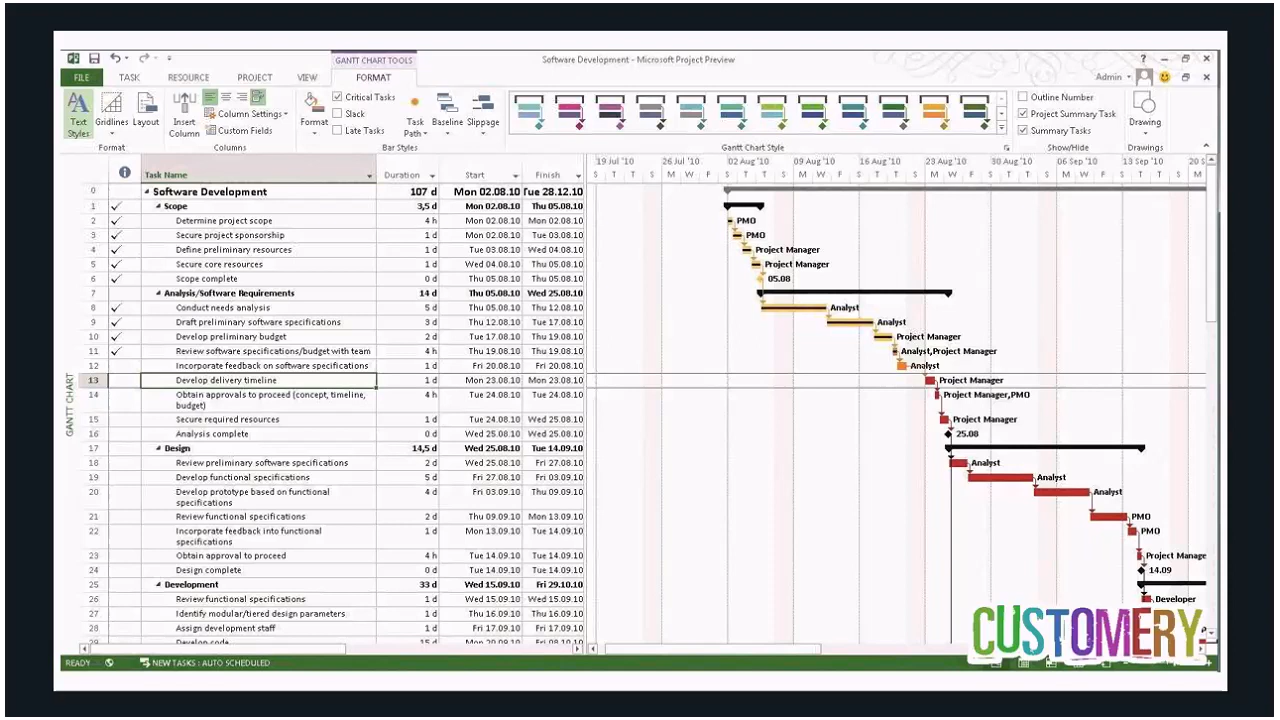 GANTT CHART TOOLS
Software Development - Microsoft Project Preview
FILE TASK RESOURCE PROJECT VIEW FORMAT Admin
Text Styles Gridlines Layout
Insert Column Column Settings Custom Fields
Format Critical Tasks Slack Late Tasks
Task Path Baseline Slippage
Outline Number Project Summary Task Summary Tasks
Drawing
Format Columns Bar Styles Gantt Chart Style Show/Hide Drawings
19 Jul '10 26 Jul '10 02 Aug '10 09 Aug '10 16 Aug '10 23 Aug '10 30 Aug '10 06 Sep '10 13 Sep '10 20 S
Task Name Duration Start Finish S T M F T S W S T M F T S W S T M F T S W S T M
0 Software Development 107 d Mon 02.08.10 Tue 28.12.10
1 Scope 3,5 d Mon 02.08.10 Thu 05.08.10
2 Determine project scope 4 h Mon 02.08.10 Mon 02.08.10 PMO
3 Secure project sponsorship 1 d Mon 02.08.10 Tue 03.08.10 PMO
4 Define preliminary resources 1 d Tue 03.08.10 Wed 04.08.10 Project Manager
5 Secure core resources 1 d Wed 04.08.10 Thu 05.08.10 Project Manager
6 Scope complete 0 d Thu 05.08.10 Thu 05.08.10 05.08
7 Analysis/Software Requirements 14 d Thu 05.08.10 Wed 25.08.10
8 Conduct needs analysis 5 d Thu 05.08.10 Thu 12.08.10 Analyst
9 Draft preliminary software specifications 3 d Thu 12.08.10 Tue 17.08.10 Analyst
10 Develop preliminary budget 2 d Tue 17.08.10 Thu 19.08.10 Project Manager
11 Review software specifications/budget with team 4 h Thu 19.08.10 Thu 19.08.10 Analyst,Project Manager
12 Incorporate feedback on software specifications 1 d Fri 20.08.10 Fri 20.08.10 Analyst
13 Develop delivery timeline 1 d Mon 23.08.10 Mon 23.08.10 Project Manager
14 Obtain approvals to proceed (concept, timeline, 4 h Tue 24.08.10 Tue 24.08.10 Project Manager,PMO
budget)
15 Secure required resources 1 d Tue 24.08.10 Wed 25.08.10 Project Manager
16 Analysis complete 0 d Wed 25.08.10 Wed 25.08.10 25.08
17 Design 14,5 d Wed 25.08.10 Tue 14.09.10
18 Review preliminary software specifications 2 d Wed 25.08.10 Fri 27.08.10 Analyst
19 Develop functional specifications 5 d Fri 27.08.10 Fri 03.09.10 Analyst
20 Develop prototype based on functional 4 d Fri 03.09.10 Thu 09.09.10 Analyst
specifications
21 Review functional specifications 2 d Thu 09.09.10 Mon 13.09.10 PMO
22 Incorporate feedback into functional 1 d Mon 13.09.10 Tue 14.09.10 PMO
specifications
23 Obtain approval to proceed 4 h Tue 14.09.10 Tue 14.09.10 Project Manage
24 Design complete 0 d Tue 14.09.10 Tue 14.09.10 14.09
25 Development 33 d Wed 15.09.10 Fri 29.10.10
26 Review functional specifications 1 d Wed 15.09.10 Wed 15.09.10 Developer
27 Identify modular/tiered design parameters 1 d Thu 16.09.10 Thu 16.09.10
28 Assign development staff 1 d Fri 17.09.10 Fri 17.09.10
29 Develop code 15 d Mon 20.09.10 Fri 08.10.10
GANTT CHART
CUSTOMERY
READY NEW TASKS : AUTO SCHEDULED